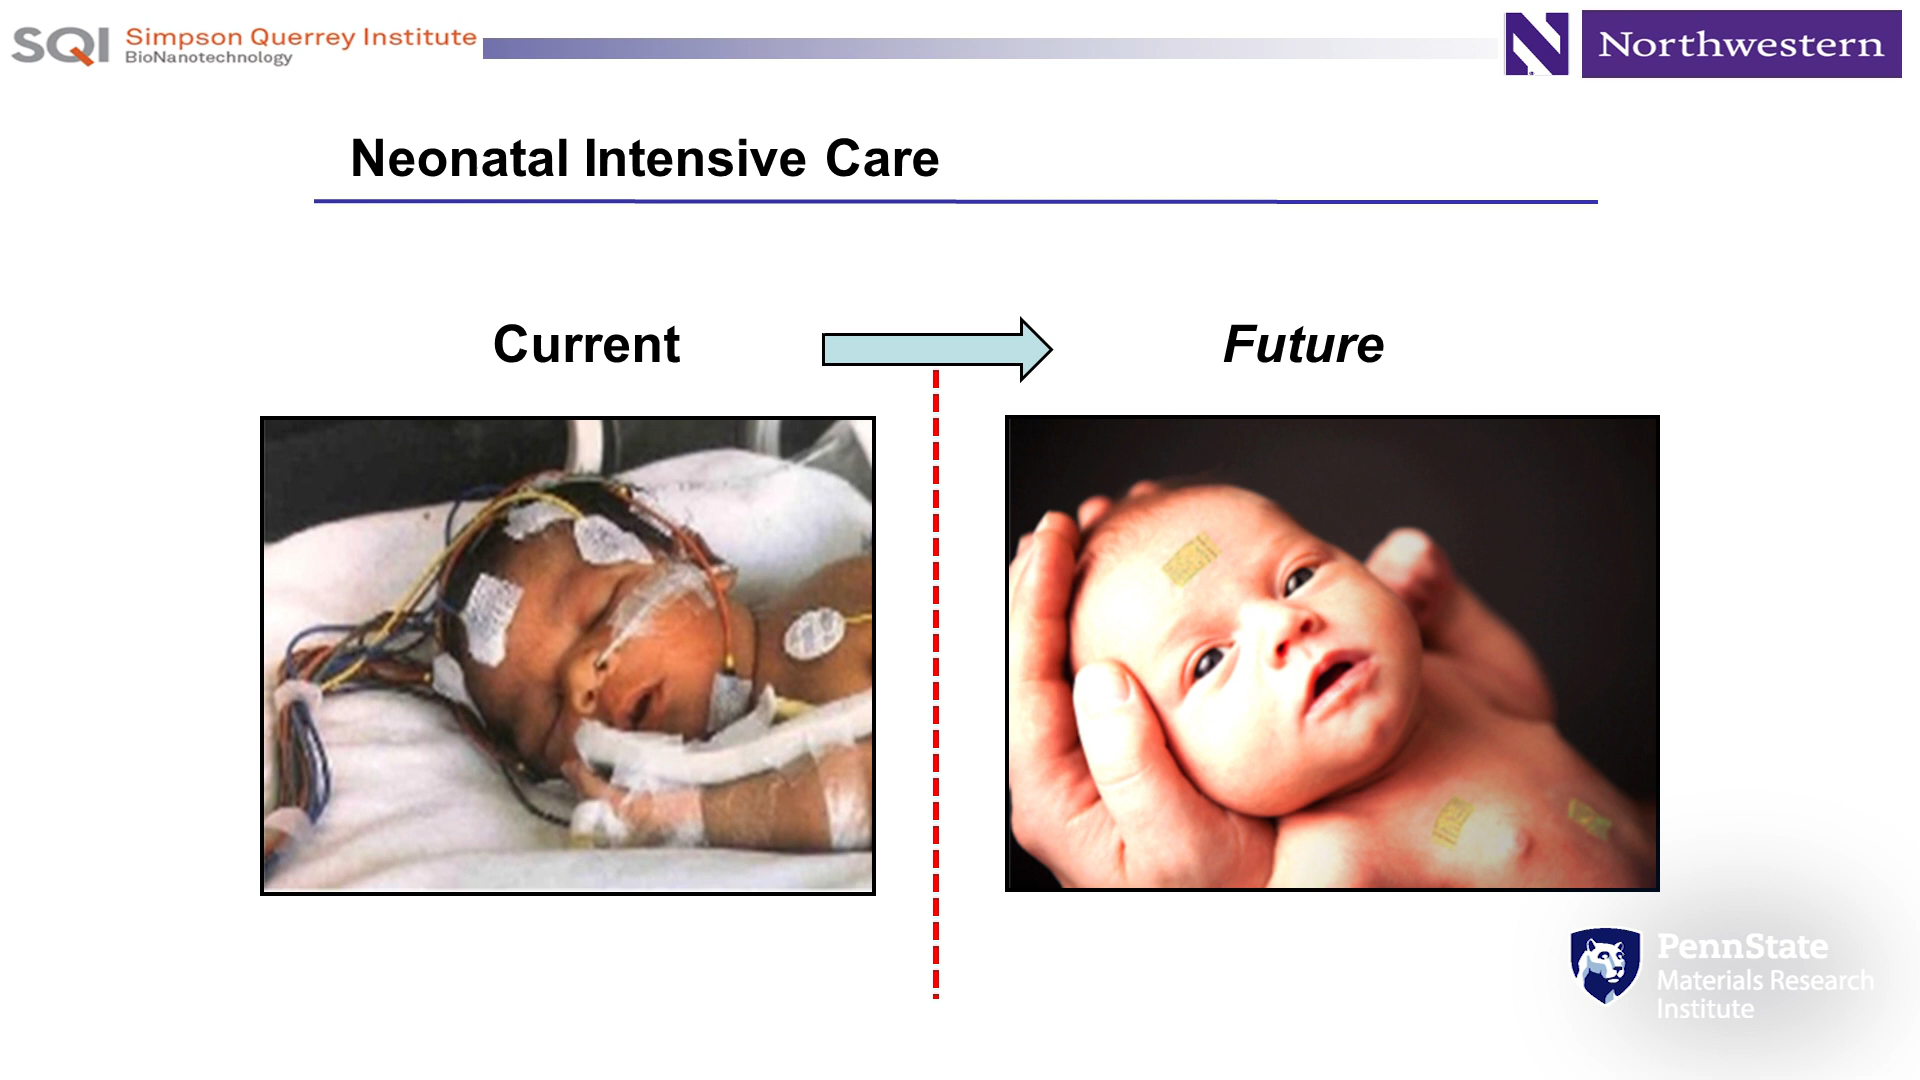 SQI Simpson Querrey Institute
BioNanotechnology
N Northwestern
Neonatal Intensive Care
Current
Future
PennState
Materials Research
Institute